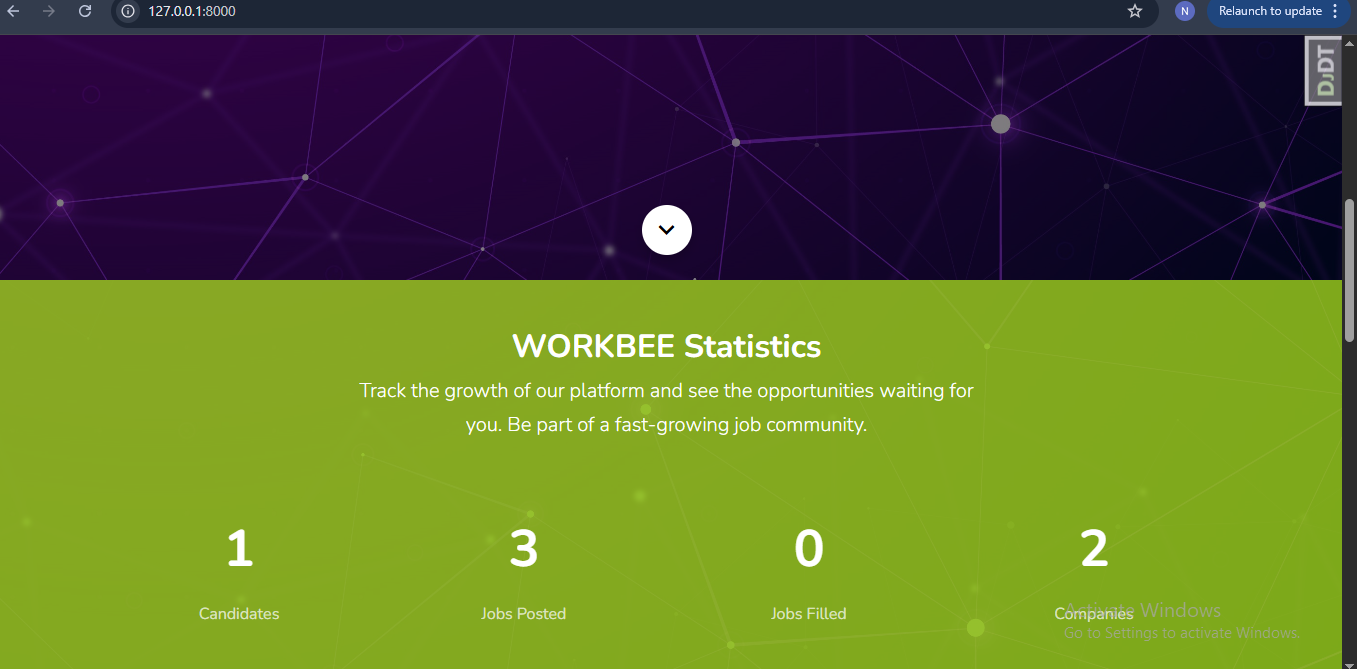 127.0.0.1:8000
N
Relaunch to update
DJDT
WORKBEE Statistics
Track the growth of our platform and see the opportunities waiting for
you. Be part of a fast-growing job community.
1
3
0
2
Candidates
Jobs Posted
Jobs Filled
Companies
Activate Windows
Go to Settings to activate Windows.